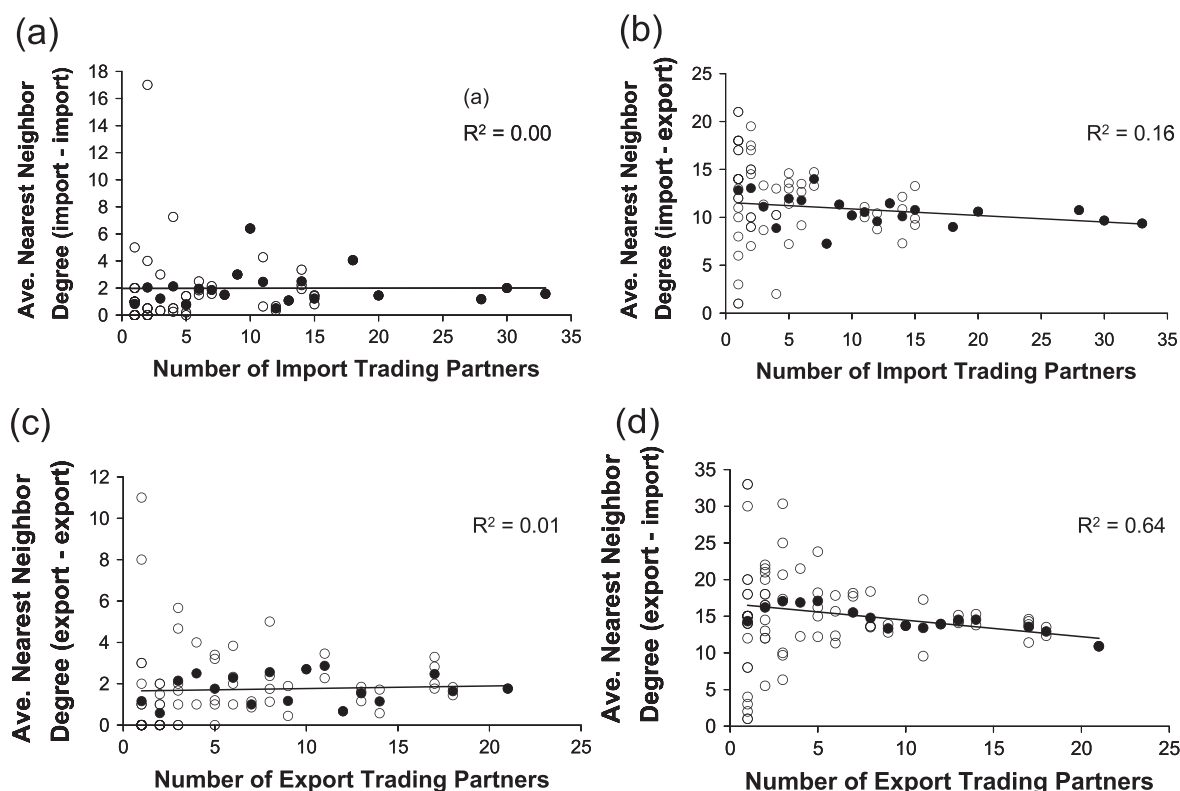 (a)
Ave. Nearest Neighbor
Degree (import - import)
18
16
14
12
10
8
6
4
2
0
(a)
R² = 0.00
0 5 10 15 20 25 30 35
Number of Import Trading Partners
(b)
Ave. Nearest Neighbor
Degree (import - export)
25
20
15
10
5
0
R² = 0.16
0 5 10 15 20 25 30 35
Number of Import Trading Partners
(c)
Ave. Nearest Neighbor
Degree (export - export)
12
10
8
6
4
2
0
R² = 0.01
0 5 10 15 20 25
Number of Export Trading Partners
(d)
Ave. Nearest Neighbor
Degree (export - import)
35
30
25
20
15
10
5
0
R² = 0.64
0 5 10 15 20 25
Number of Export Trading Partners